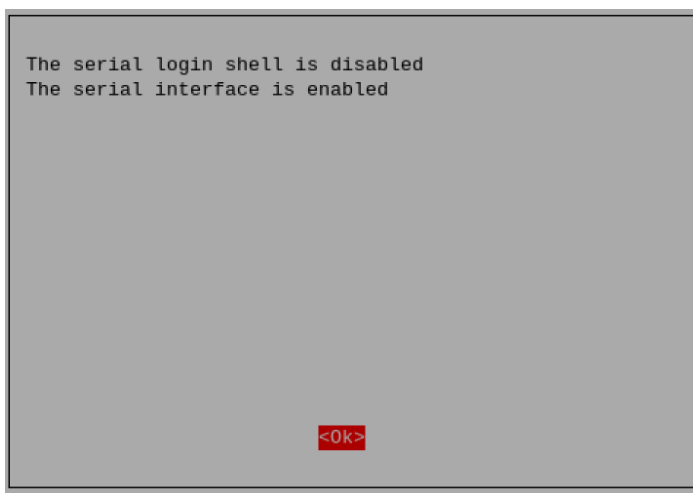 The serial login shell is disabled
The serial interface is enabled
<Ok>